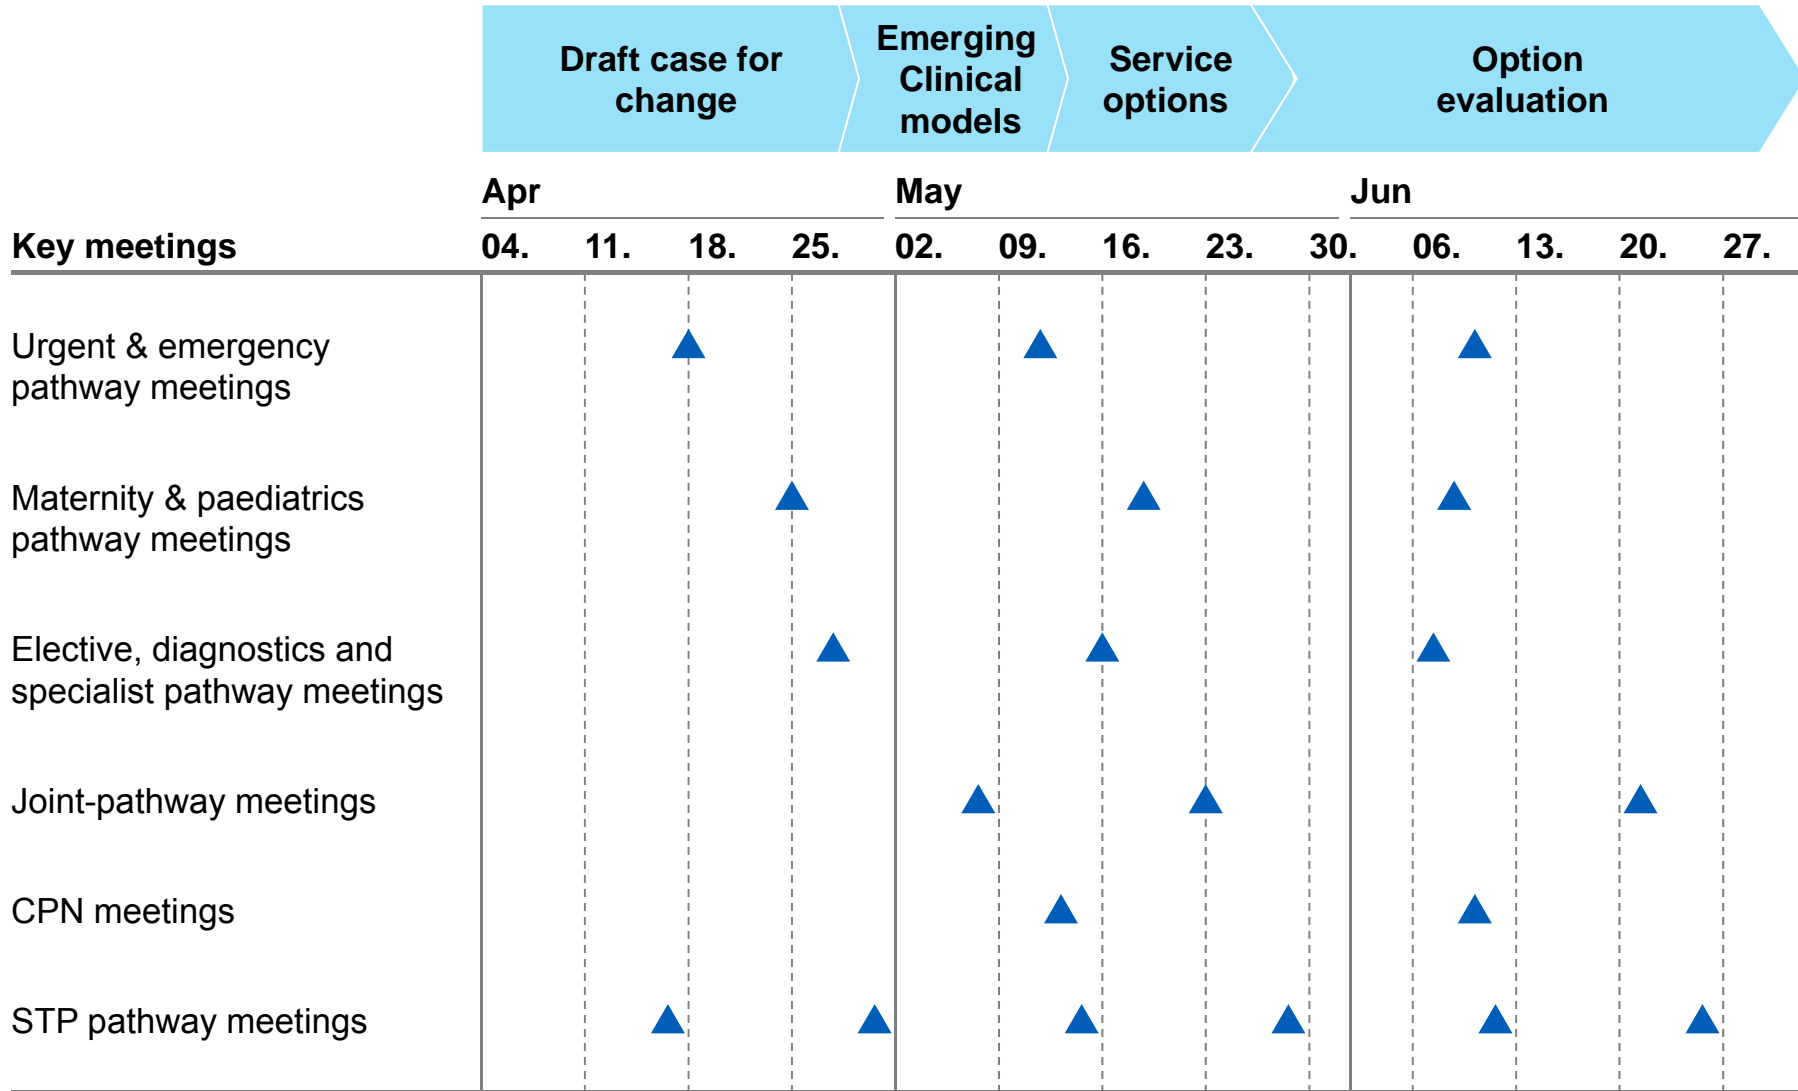 Draft case for
change
Emerging
Clinical
models
Service
options
Option
evaluation
Apr May Jun
Key meetings 04. 11. 18. 25. 02. 09. 16. 23. 30. 06. 13. 20. 27.
Urgent & emergency
pathway meetings
Maternity & paediatrics
pathway meetings
Elective, diagnostics and
specialist pathway meetings
Joint-pathway meetings
CPN meetings
STP pathway meetings